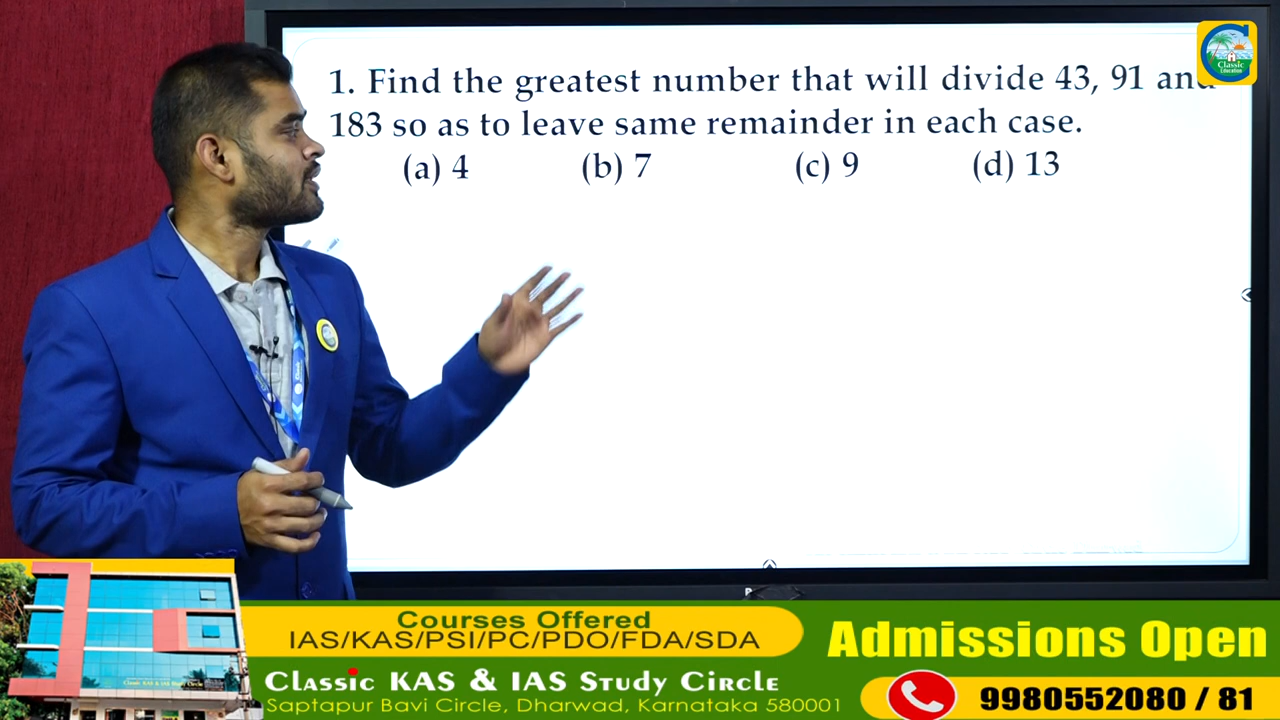 1. Find the greatest number that will divide 43, 91 and
183 so as to leave same remainder in each case.
(a) 4 (b) 7 (c) 9 (d) 13
Classic
Education
Courses Offered
IAS/KAS/PSI/PC/PDO/FDA/SDA
Classic KAS & IAS Study Circle
Saptapur Bavi Circle, Dharwad, Karnataka 580001
Admissions Open
9980552080 / 81